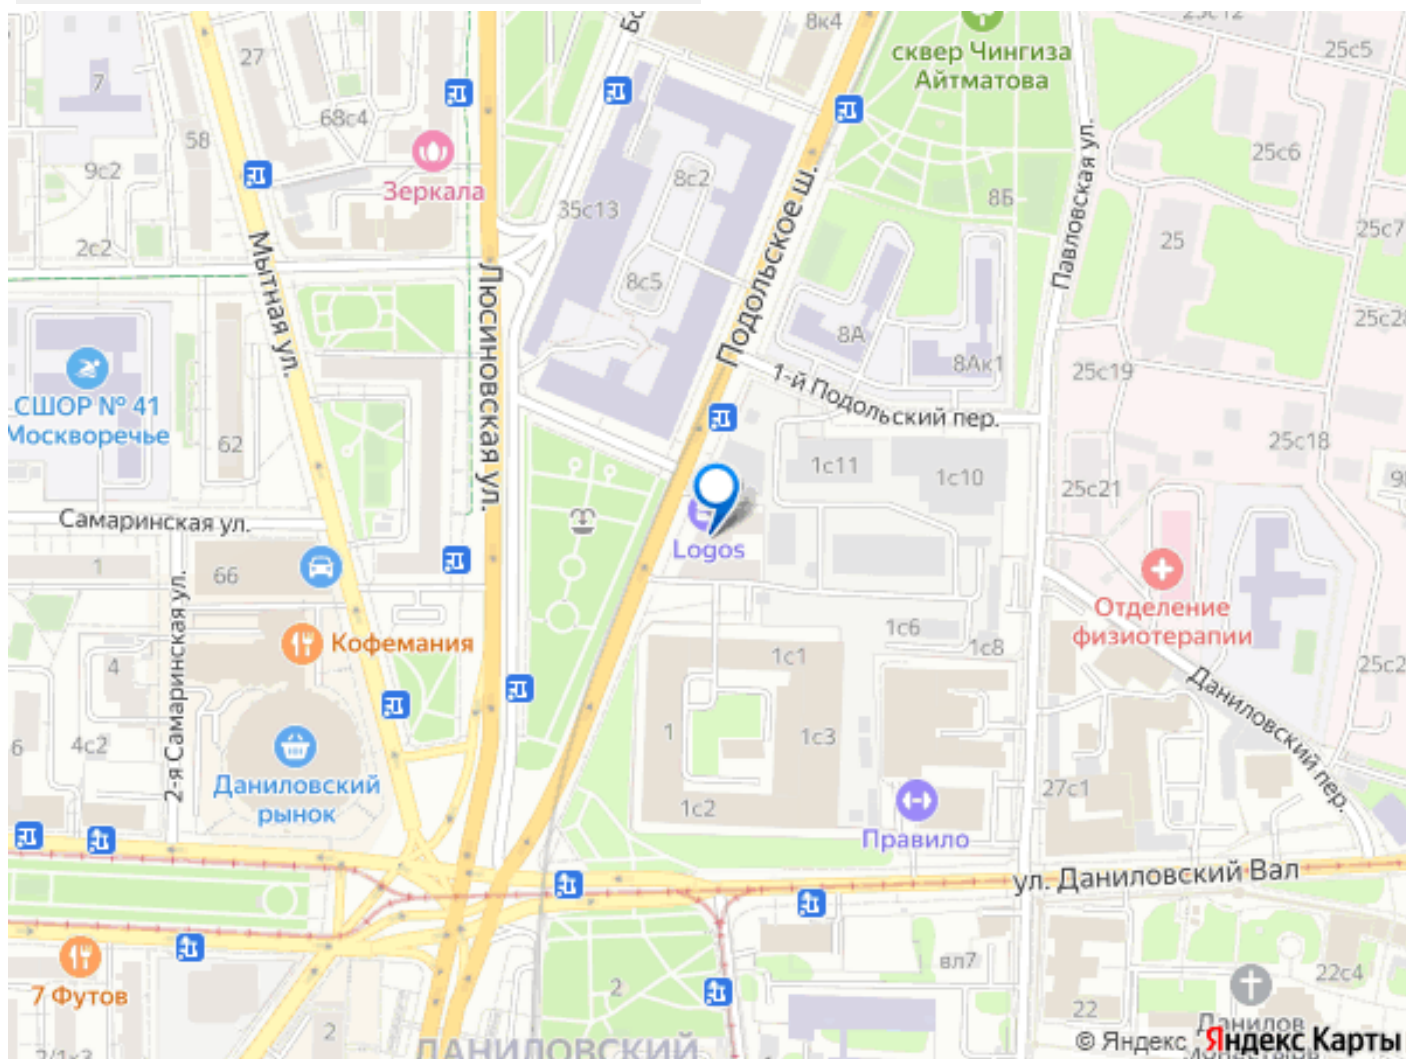 8к4
сквер Чингиза
Айтматова
25с12
25с5
27
7
68с4
58
9с2
Зеркала
8с2
35с13
25с6
8Б
Подольское ш.
Павловская ул.
25
25с7
2с2
Мытная ул.
Люсиновская ул.
8с5
8А
8Ак1
25с28
25с19
1-й Подольский пер.
СШОР № 41
Москворечье
62
1с11
1с10
25с18
25с21
Самаринская ул.
Logos
1
66
Отделение
физиотерапии
Кофемания
1с6
1с8
1с1
4
2-я Самаринская ул.
4с2
6
Даниловский
рынок
1
1с3
1с2
Даниловский пер.
27с1
Правило
ул. Даниловский Вал
7 Футов
2
вл7
22
22с4
2
Данилов
ДАНИЛОВСКИЙ
© Яндекс
Яндекс Карты